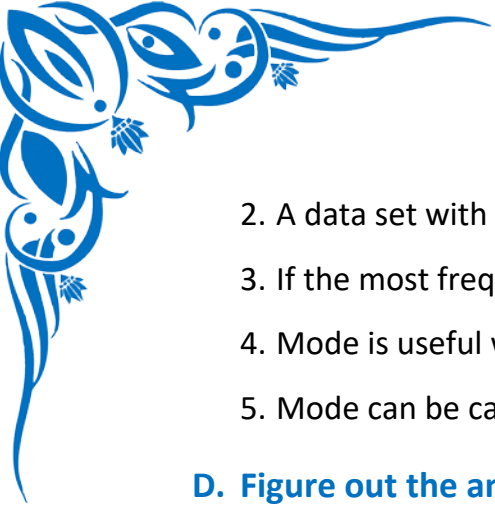 2. A data set with
3. If the most freq
4. Mode is useful
5. Mode can be ca
D. Figure out the